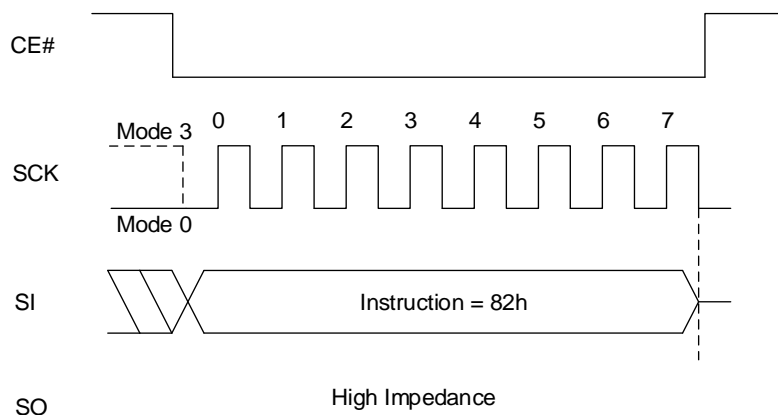 CE#
Mode 3
0 1 2 3 4 5 6 7
SCK
Mode 0
SI
Instruction = 82h
SO
High Impedance